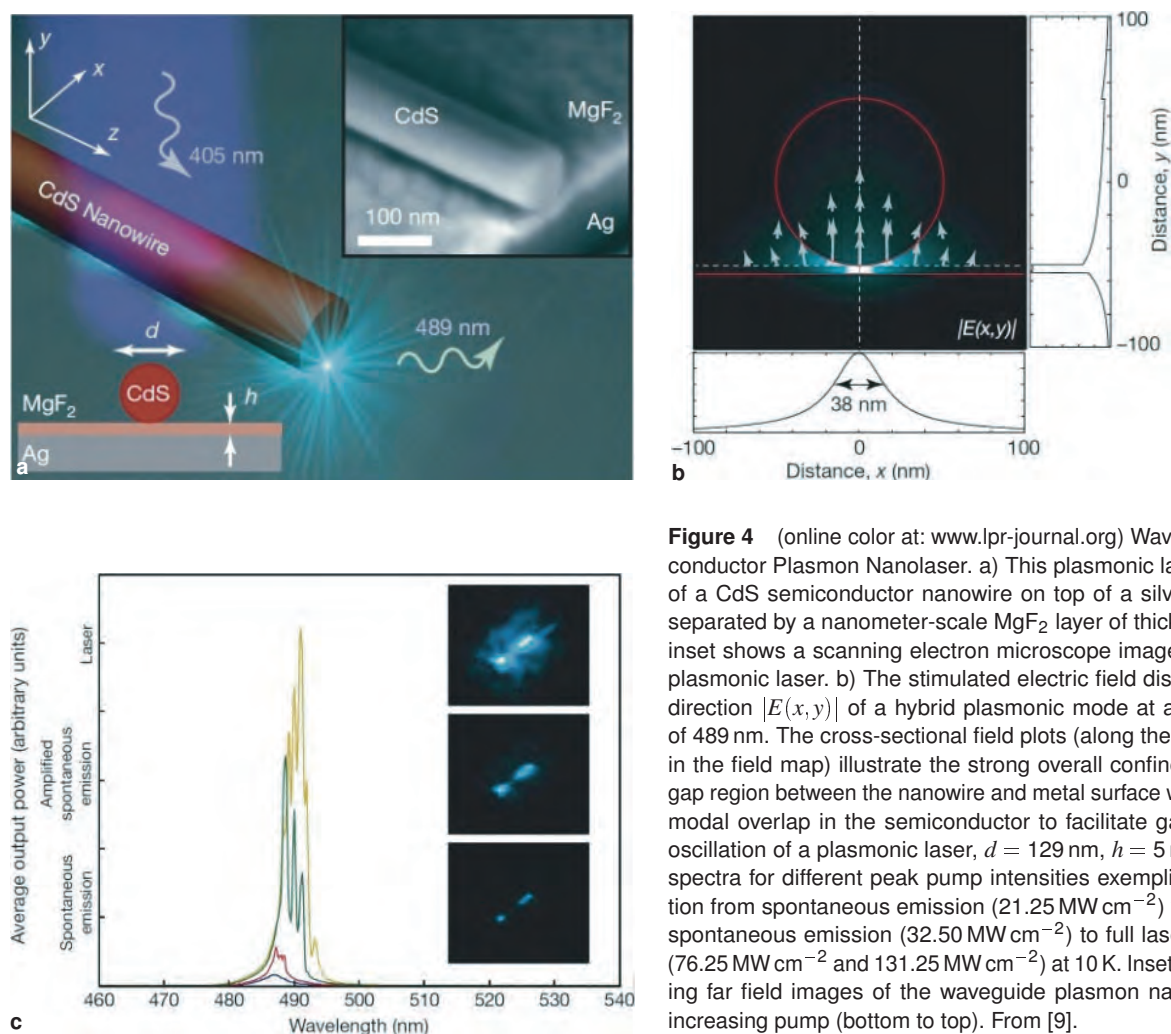 y
x
z
405 nm
CdS Nanowire
CdS
MgF2
100 nm
Ag
489 nm
d
CdS
MgF2
h
Ag
a
100
0
−100
Distance, y (nm)
|E(x,y)|
38 nm
−100 0 100
Distance, x (nm)
b
Average output power (arbitrary units)
Laser
Amplified
spontaneous
emission
Spontaneous
emission
460 470 480 490 500 510 520 530 540
Wavelength (nm)
c
Figure 4 (online color at: www.lpr-journal.org) Wav
conductor Plasmon Nanolaser. a) This plasmonic la
of a CdS semiconductor nanowire on top of a silv
separated by a nanometer-scale MgF2 layer of thick
inset shows a scanning electron microscope image
plasmonic laser. b) The stimulated electric field dis
direction |E(x,y)| of a hybrid plasmonic mode at a
of 489 nm. The cross-sectional field plots (along the
in the field map) illustrate the strong overall confin
gap region between the nanowire and metal surface w
modal overlap in the semiconductor to facilitate ga
oscillation of a plasmonic laser, d = 129 nm, h = 5
spectra for different peak pump intensities exempli
tion from spontaneous emission (21.25 MW cm−2)
spontaneous emission (32.50 MW cm−2) to full lase
(76.25 MW cm−2 and 131.25 MW cm−2) at 10 K. Inset
ing far field images of the waveguide plasmon na
increasing pump (bottom to top). From [9].